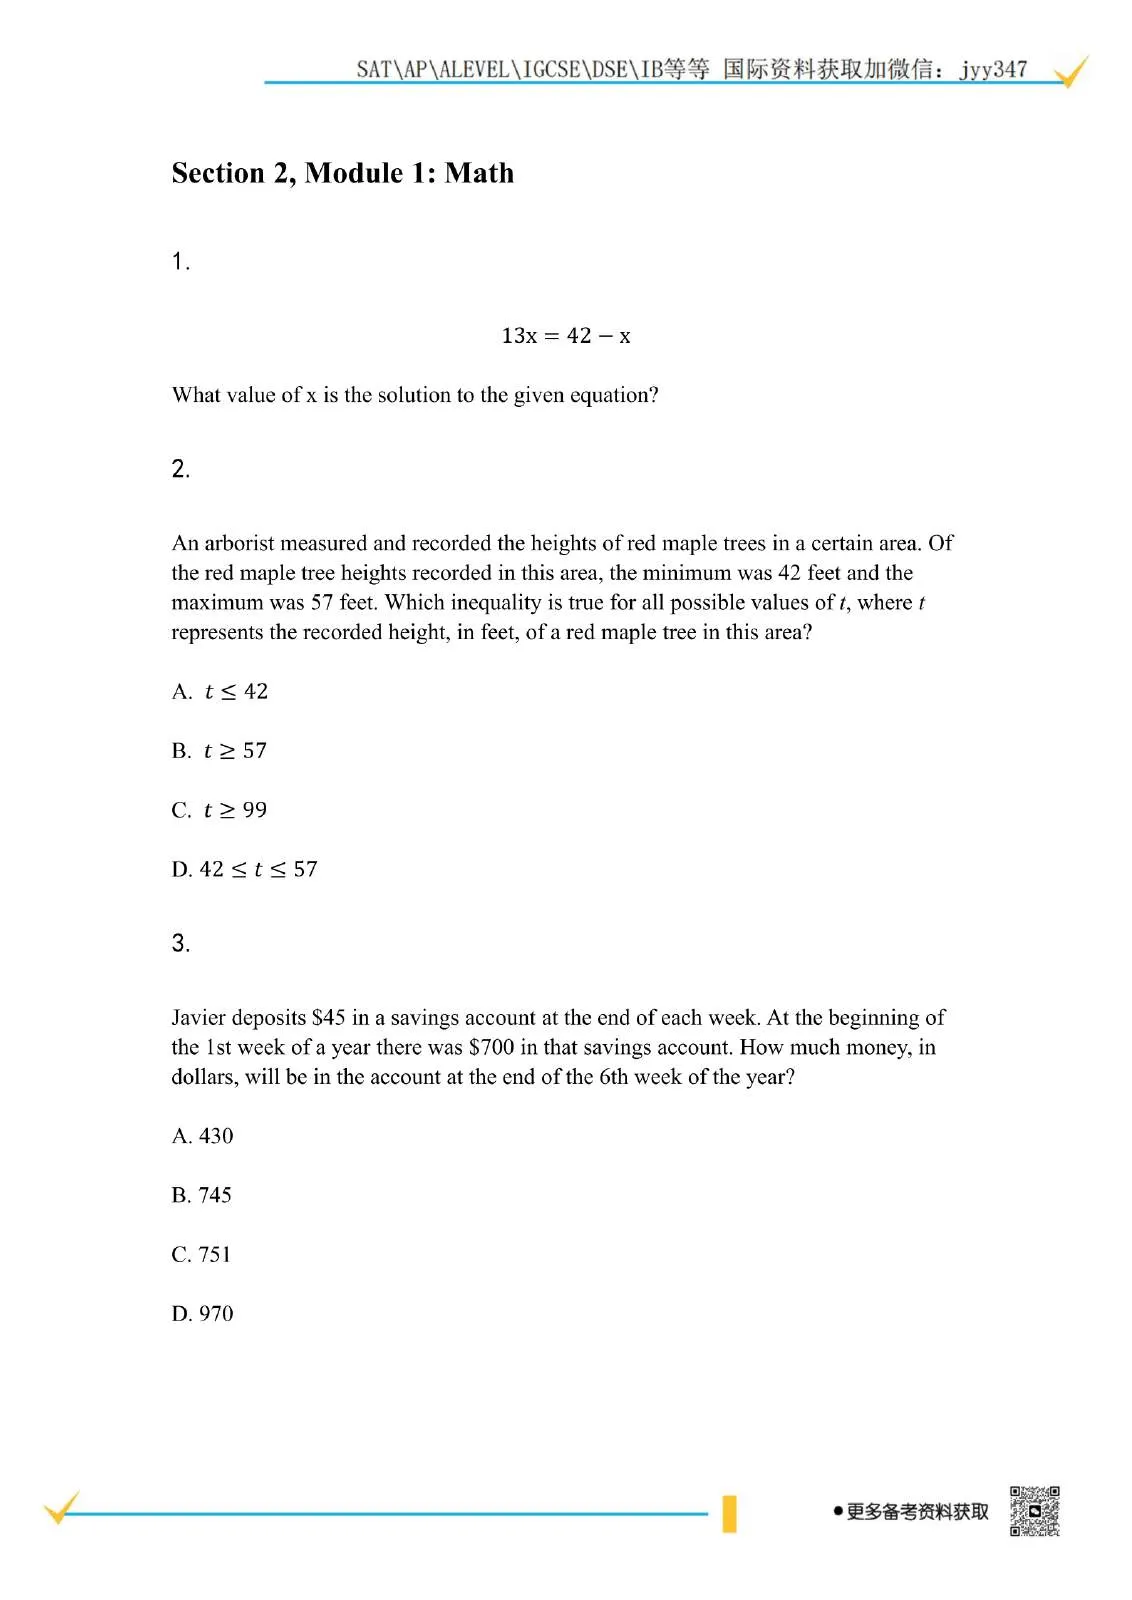 SAT\AP\ALEVEL\IGCSE\DSE\IB等等 国际资料获取加微信：jyy347
Section 2, Module 1: Math
1.
13x = 42 − x
What value of x is the solution to the given equation?
2.
An arborist measured and recorded the heights of red maple trees in a certain area. Of
the red maple tree heights recorded in this area, the minimum was 42 feet and the
maximum was 57 feet. Which inequality is true for all possible values of t, where t
represents the recorded height, in feet, of a red maple tree in this area?
A. t ≤ 42
B. t ≥ 57
C. t ≥ 99
D. 42 ≤ t ≤ 57
3.
Javier deposits $45 in a savings account at the end of each week. At the beginning of
the 1st week of a year there was $700 in that savings account. How much money, in
dollars, will be in the account at the end of the 6th week of the year?
A. 430
B. 745
C. 751
D. 970
●更多备考资料获取